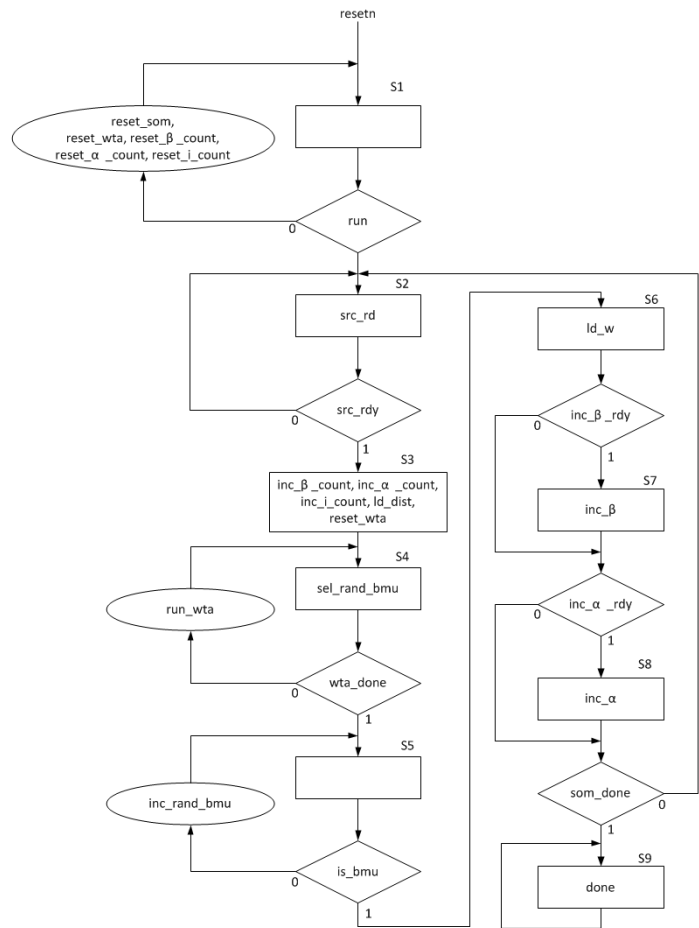 resetn
S1
reset_som,
reset_wta, reset_β _count,
reset_α _count, reset_i_count
run
0
S2
src_rd
src_rdy
0
1
S3
inc_β _count, inc_α _count,
inc_i_count, ld_dist,
reset_wta
S4
sel_rand_bmu
run_wta
wta_done
0
1
S5
inc_rand_bmu
is_bmu
0
1
S6
ld_w
inc_β _rdy
0
1
S7
inc_β
inc_α _rdy
0
1
S8
inc_α
som_done
0
1
S9
done